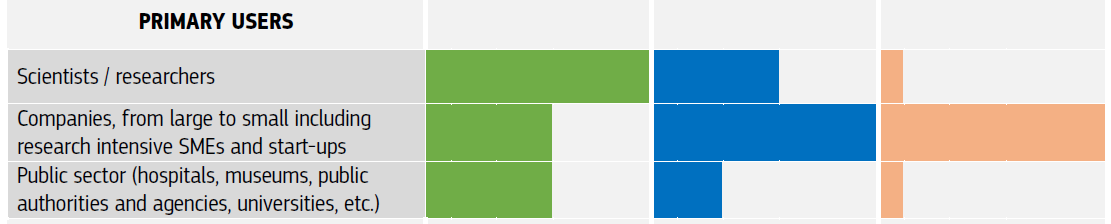 PRIMARY USERS
Scientists / researchers
Companies, from large to small including
research intensive SMEs and start-ups
Public sector (hospitals, museums, public
authorities and agencies, universities, etc.)